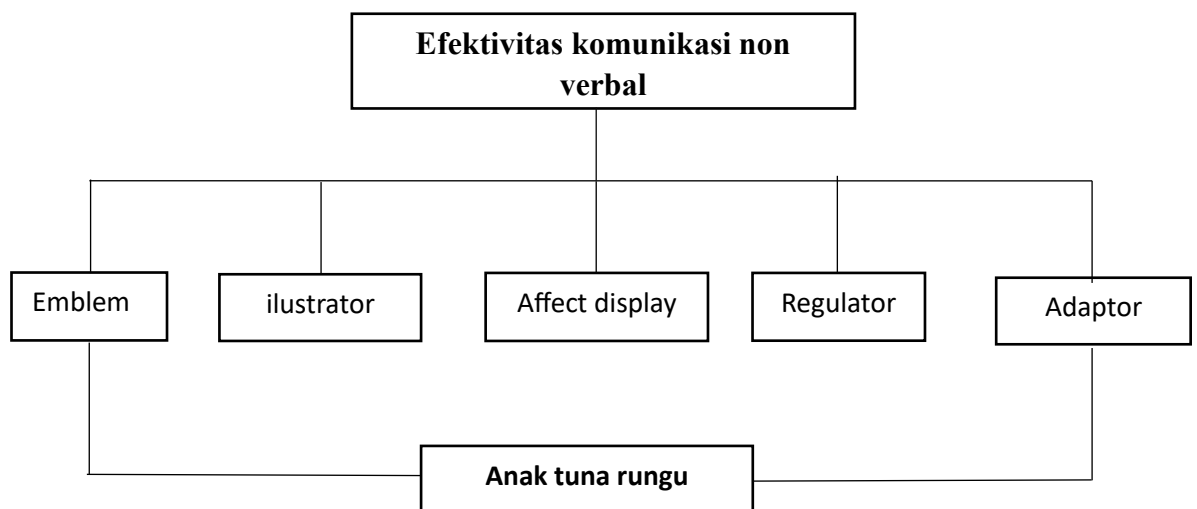 Efektivitas komunikasi non
verbal
Emblem
ilustrator
Affect display
Regulator
Adaptor
Anak tuna rungu